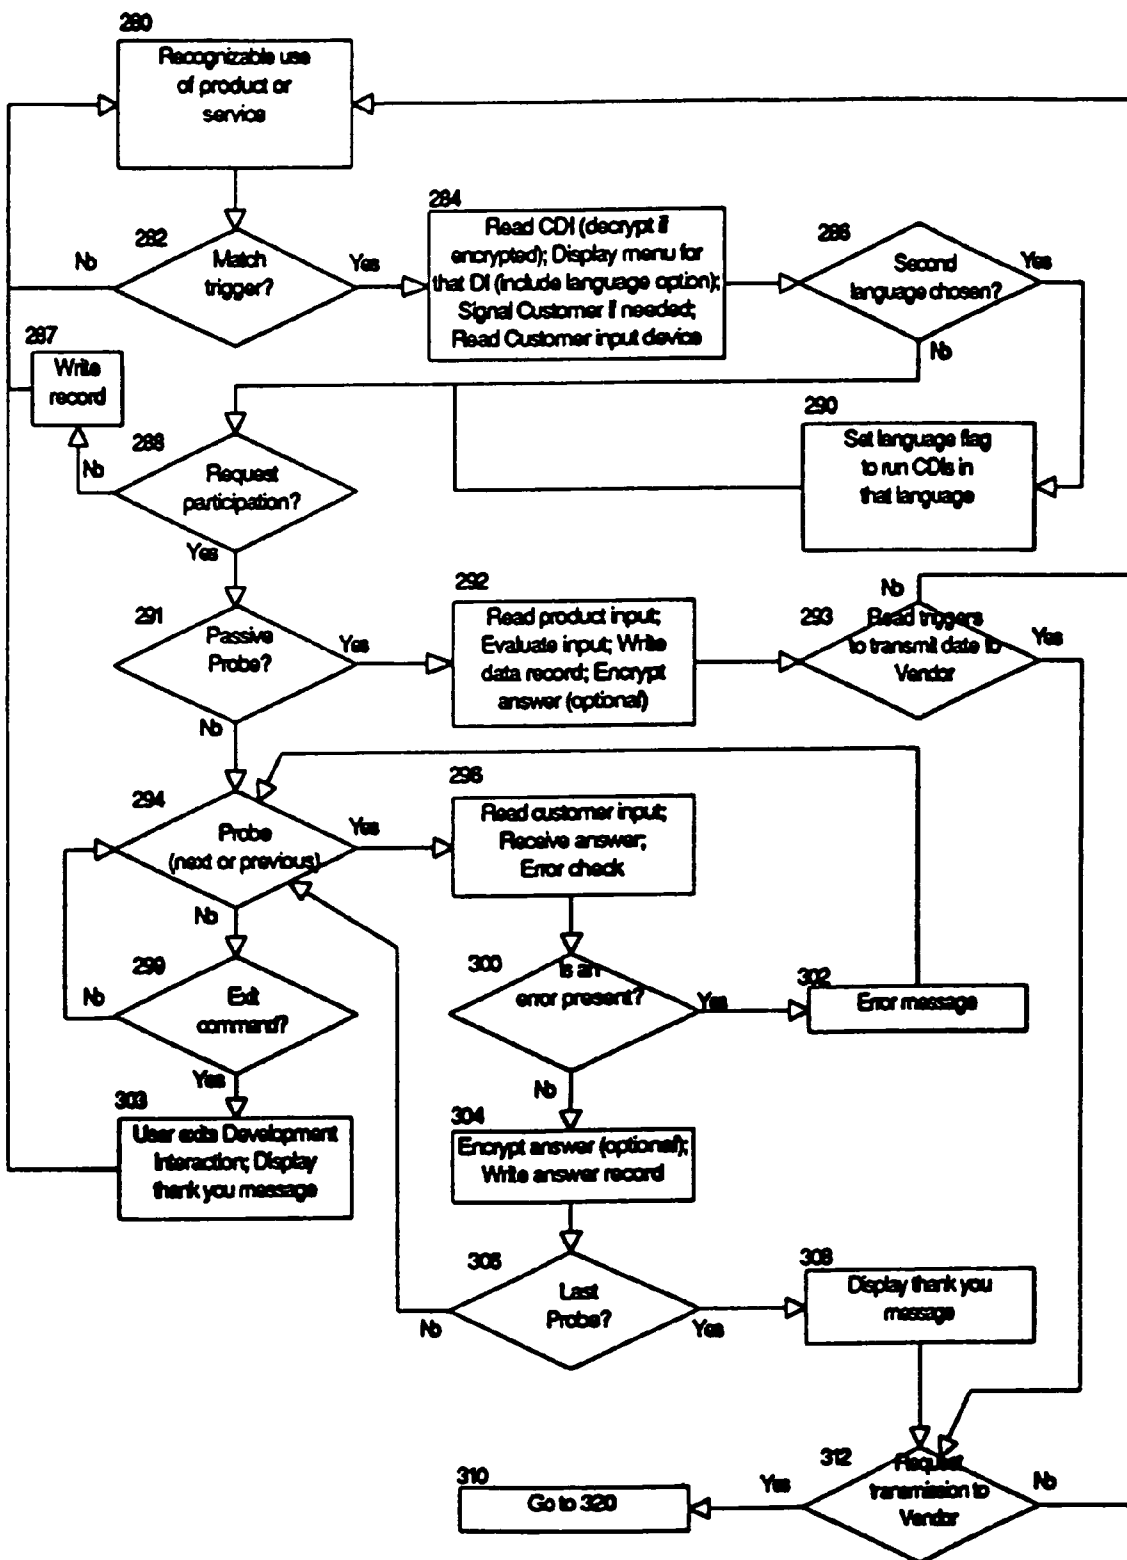 280
Recognizable use
of product or
service
282
Match
trigger?
No
Yes
284
Read CDI (decrypt if
encrypted); Display menu for
that DI (include language option);
Signal Customer if needed;
Read Customer input device
286
Second
language chosen?
Yes
No
287
Write
record
288
Request
participation?
No
Yes
290
Set language flag
to run CDIs in
that language
291
Passive
Probe?
Yes
No
292
Read product input;
Evaluate input; Write
data record; Encrypt
answer (optional)
293
Read triggers
to transmit date to
Vendor
No
Yes
294
Probe
(next or previous)
Yes
No
296
Read customer input;
Receive answer;
Error check
299
Exit
command?
No
Yes
300
Is an
error present?
Yes
No
302
Error message
303
User exits Development
Interaction; Display
thank you message
304
Encrypt answer (optional);
Write answer record
306
Last
Probe?
No
Yes
308
Display thank you
message
310
Go to 320
312
Request
transmission to
Vendor
Yes
No